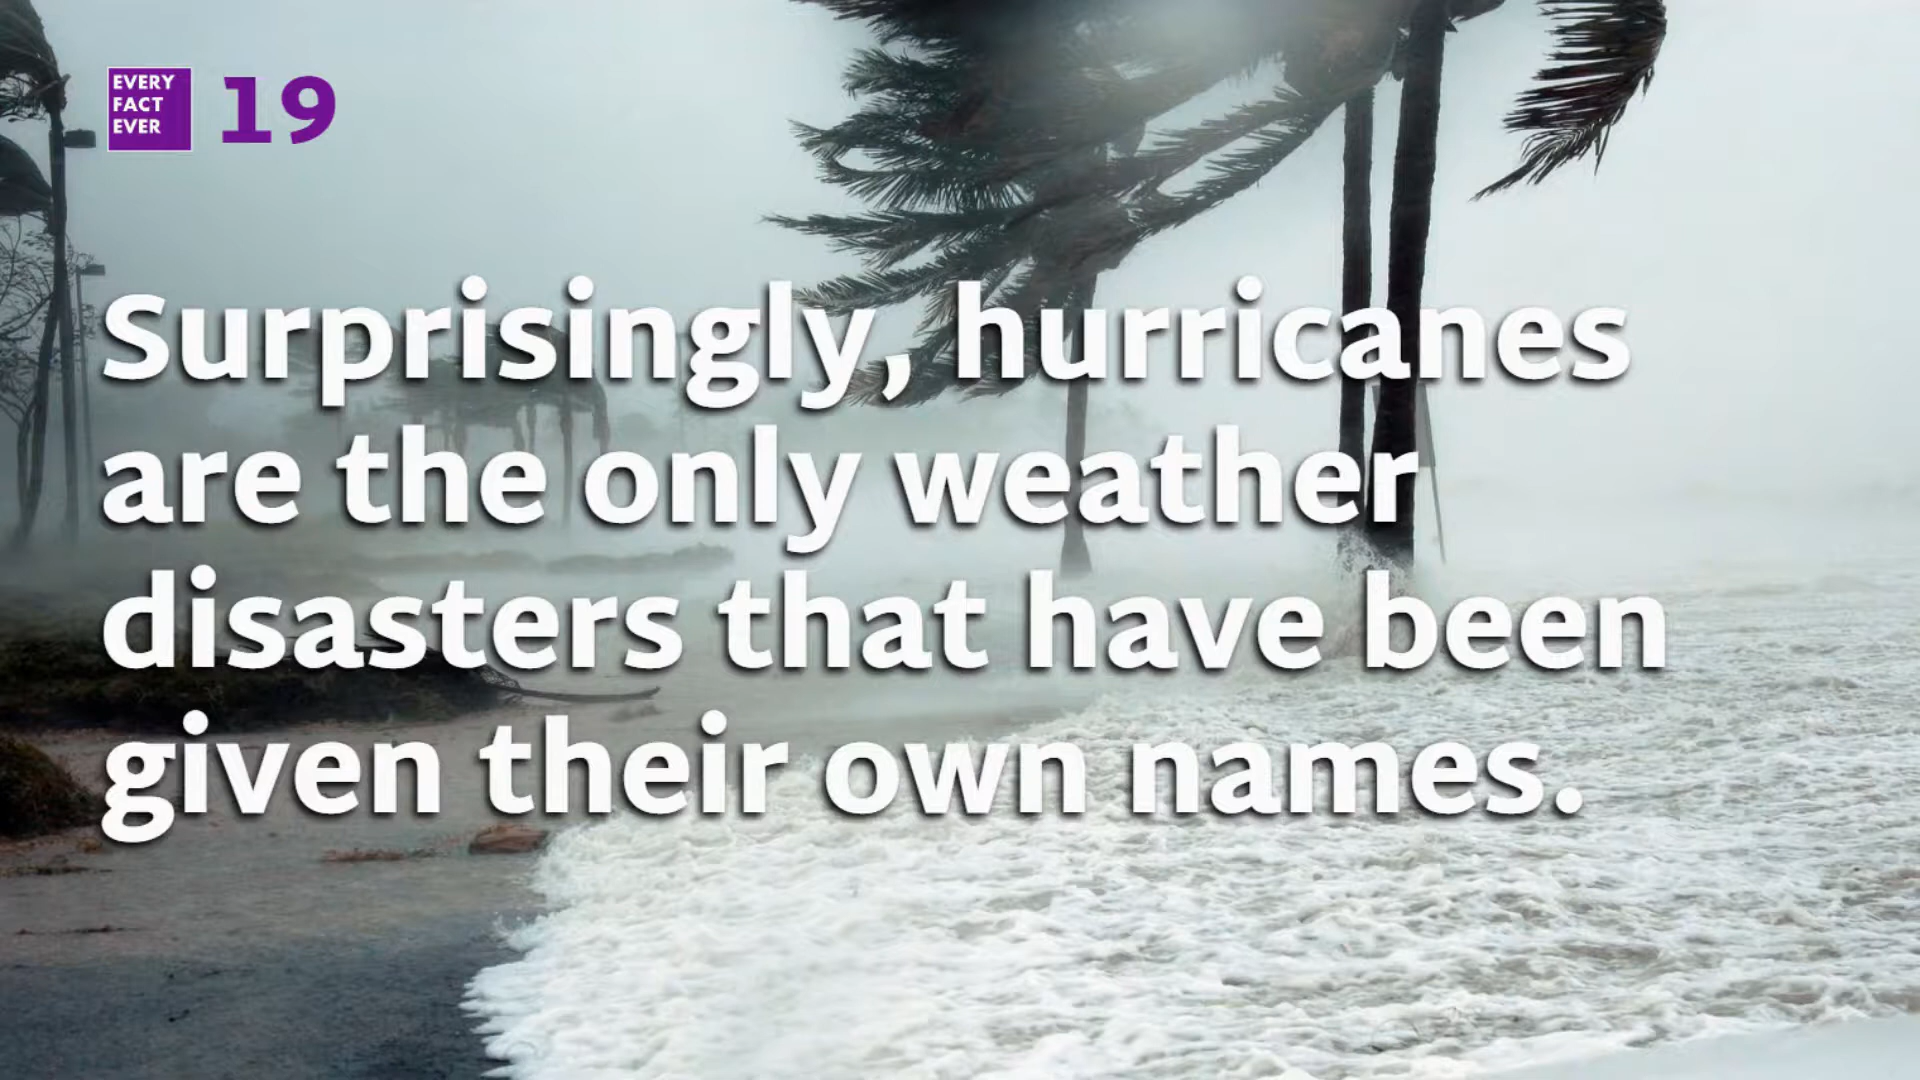 EVERY
FACT
EVER
19
Surprisingly, hurricanes
are the only weather
disasters that have been
given their own names.